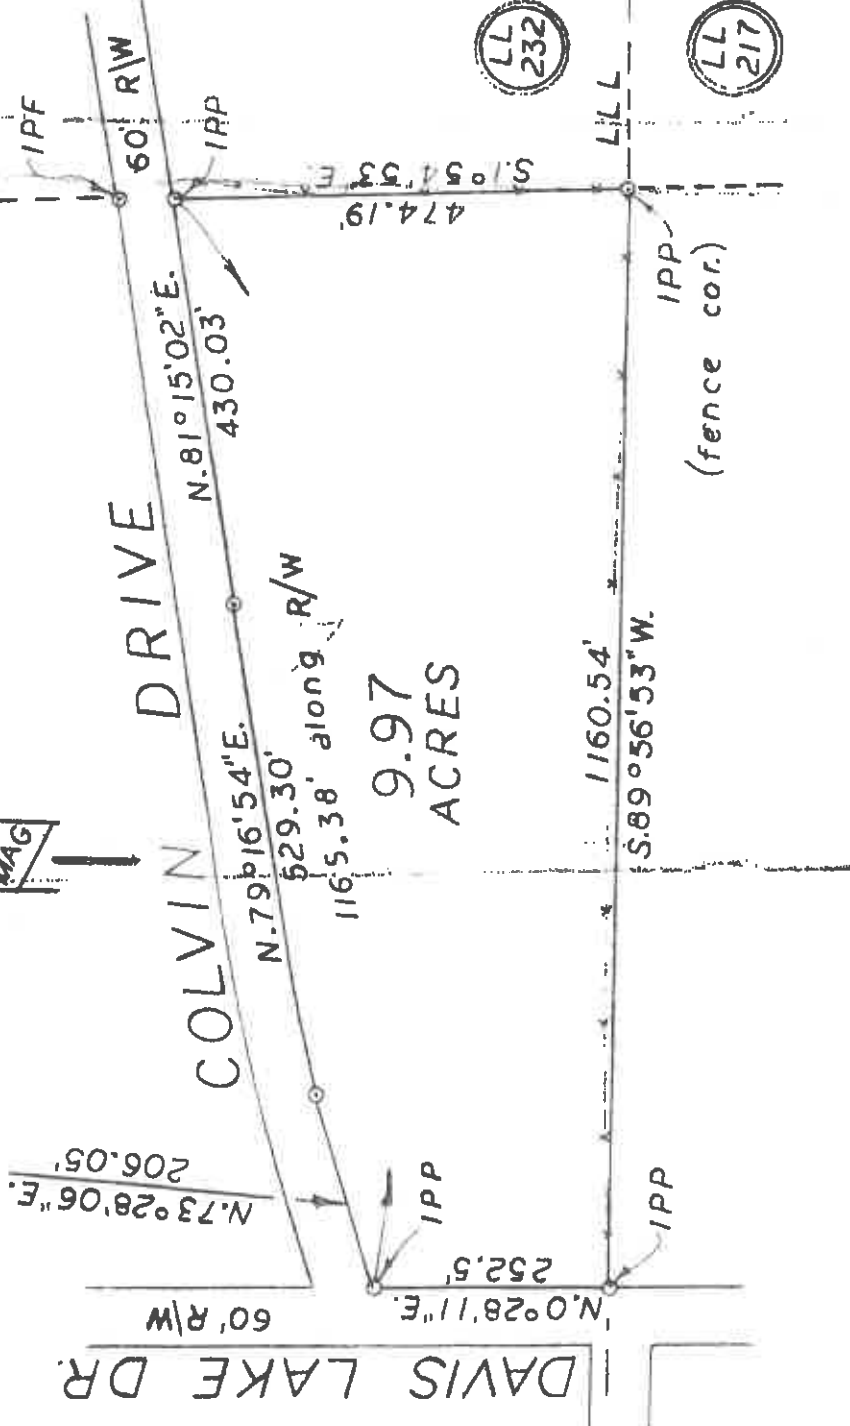 MAG
IPF
60' R/W
IPP
LL
232
LL
217
LLL
COLVIN DRIVE
N.81°15'02"E.
430.03'
S.1°54'53"E.
474.19'
IPP
(fence cor.)
N.79°16'54"E.
529.30'
1165.38' along R/W
9.97
ACRES
1160.54'
S.89°56'53"W.
N.73°28'06"E.
206.05'
IPP
N.0°28'11"E.
252.5'
IPP
60' R/W
DAVIS LAKE DR.